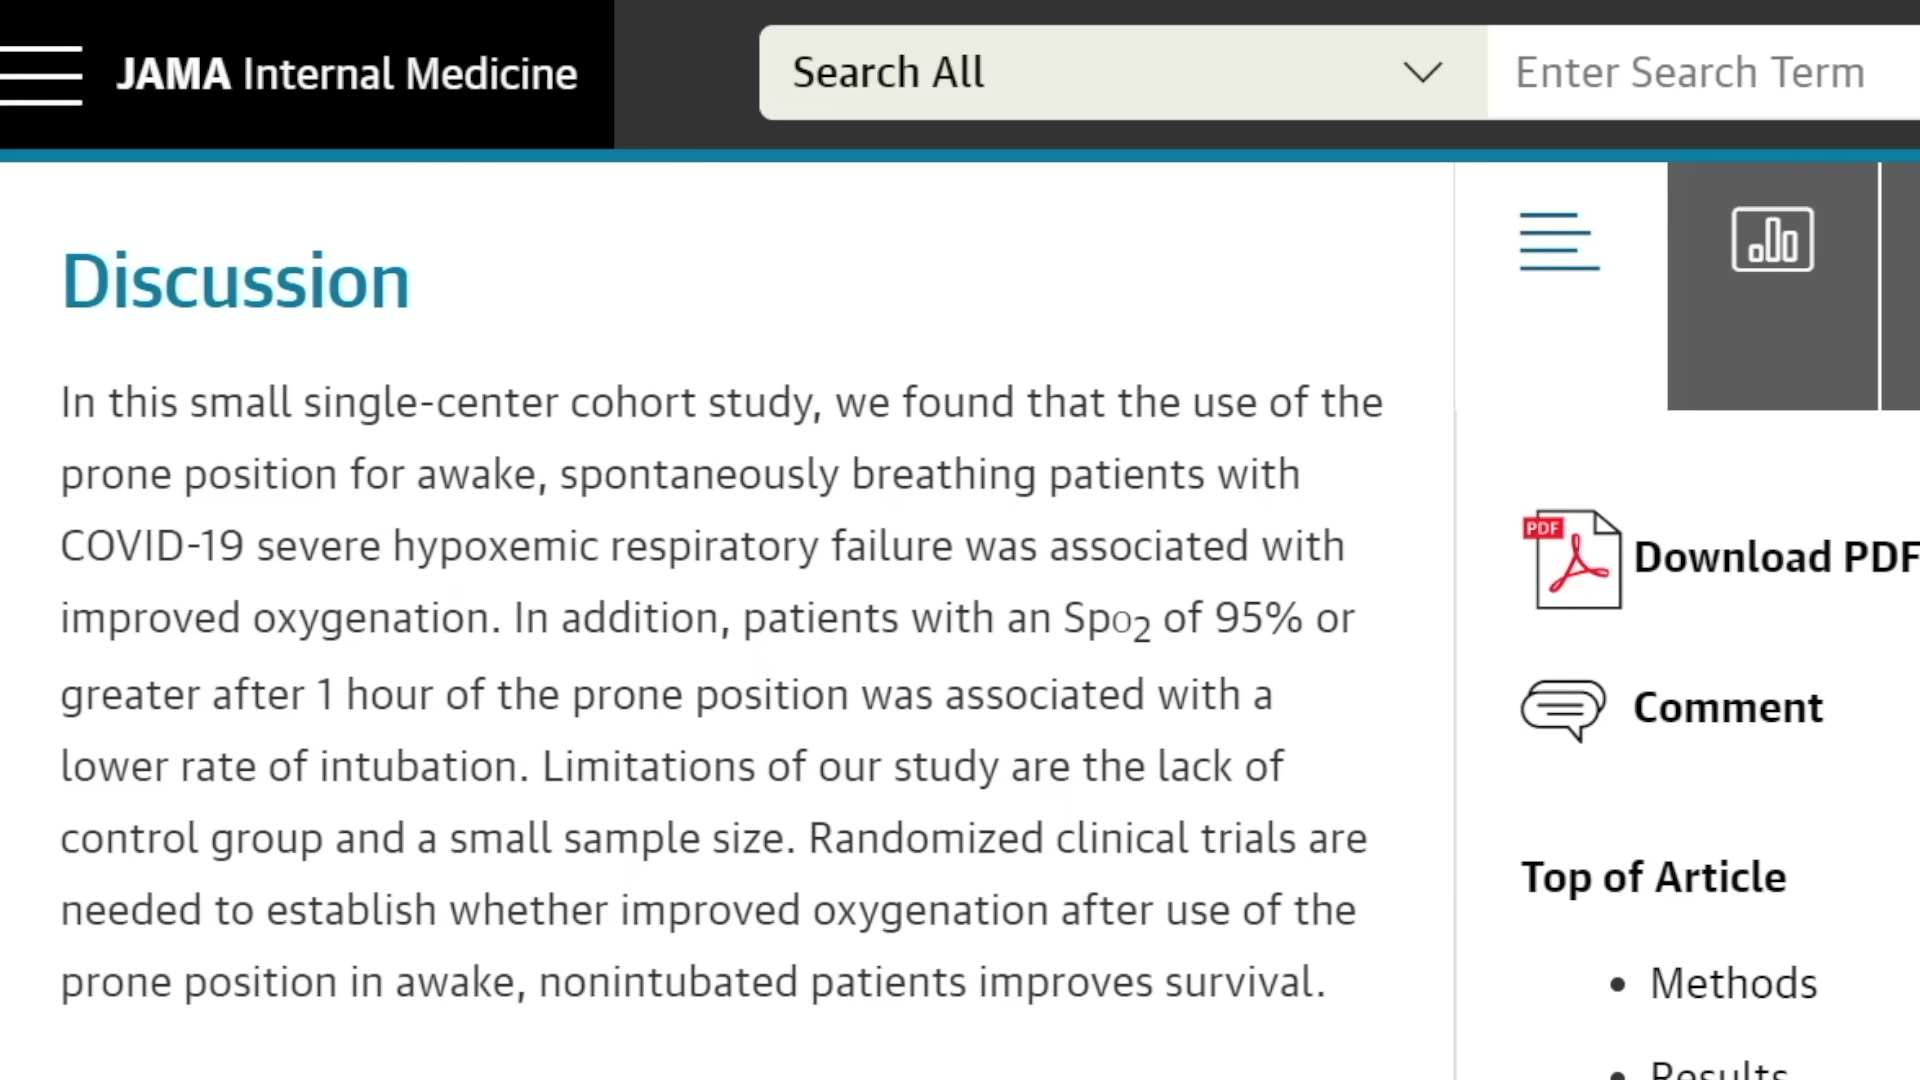 JAMA Internal Medicine
Search All
Enter Search Term
Discussion
In this small single-center cohort study, we found that the use of the
prone position for awake, spontaneously breathing patients with
COVID-19 severe hypoxemic respiratory failure was associated with
improved oxygenation. In addition, patients with an Spo₂ of 95% or
greater after 1 hour of the prone position was associated with a
lower rate of intubation. Limitations of our study are the lack of
control group and a small sample size. Randomized clinical trials are
needed to establish whether improved oxygenation after use of the
prone position in awake, nonintubated patients improves survival.
PDF
Download PDF
Comment
Top of Article
• Methods
• Results